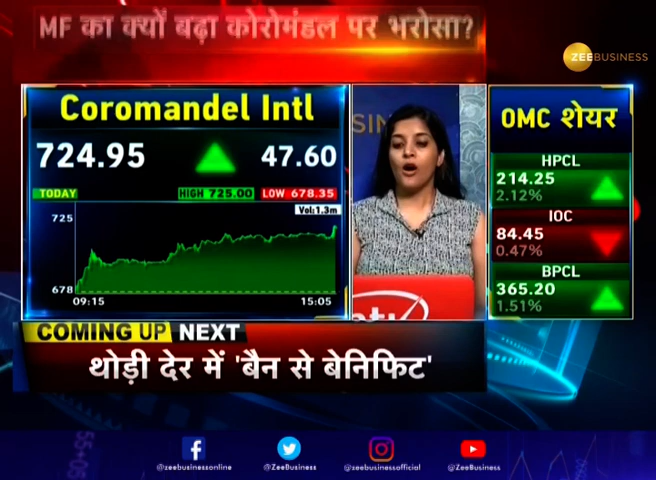 MF का क्यों बढ़ा कोरोमंडल पर भरोसा?
ZEEBUSINESS
Coromandel Intl
724.95 47.60
TODAY HIGH 725.00 LOW 678.35
Vol:1.3m
725
678
09:15 15:05
OMC शेयर
HPCL
214.25
2.12%
IOC
84.45
0.47%
BPCL
365.20
1.51%
COMING UP NEXT
थोड़ी देर में 'बैन से बेनिफिट'
@zeebusinessonline @ZeeBusiness @zeebusinessofficial @ZeeBusiness